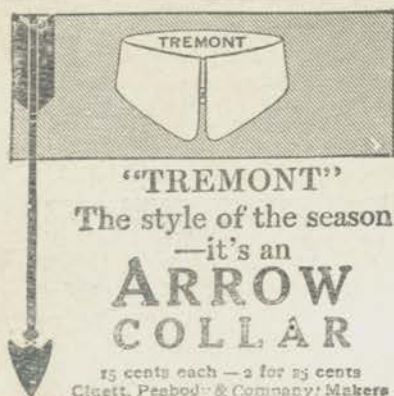 TREMONT
"TREMONT"
The style of the season
—it's an
ARROW
COLLAR
15 cents each — 2 for 25 cents
Cluett, Peabody & Company, Makers